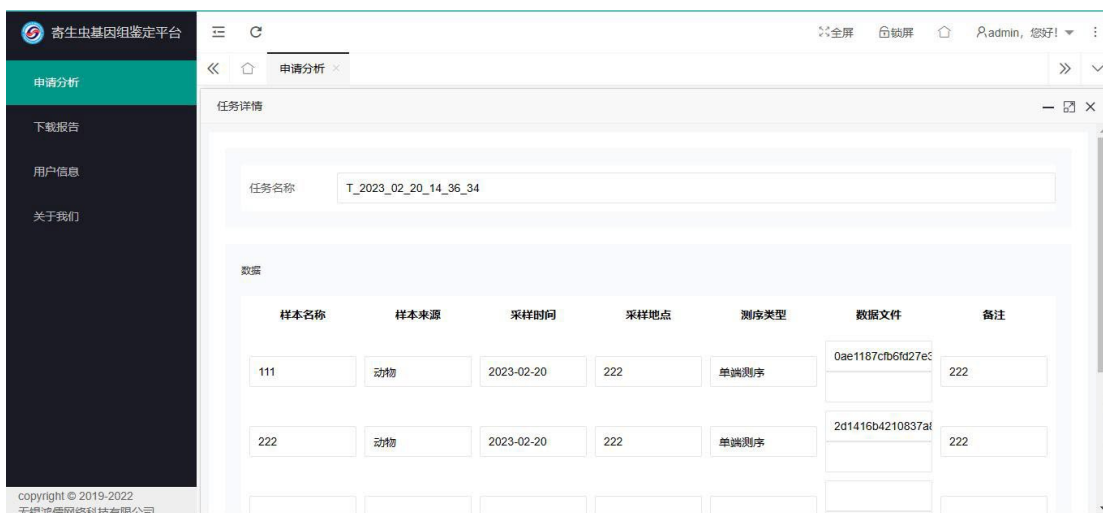 寄生虫基因组鉴定平台
全屏 锁屏 admin，您好！
申请分析
申请分析
下载报告
用户信息
关于我们
任务详情
任务名称 T_2023_02_20_14_36_34
数据
样本名称 样本来源 采样时间 采样地点 测序类型 数据文件 备注
111 动物 2023-02-20 222 单端测序 0ae1187cfb6fd27e3 222
222 动物 2023-02-20 222 单端测序 2d1416b4210837a8 222
copyright © 2019-2022